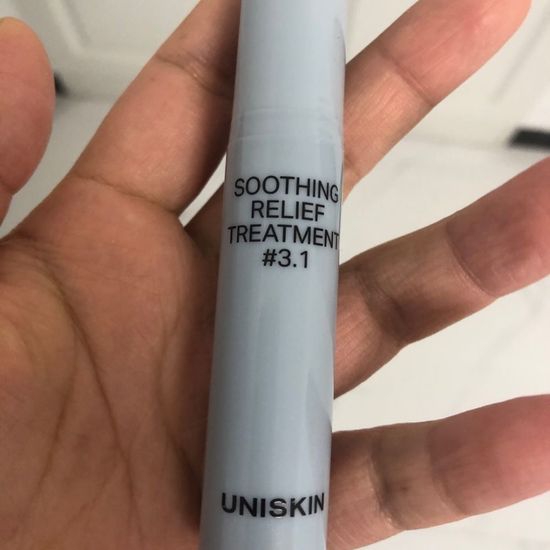 SOOTHING
RELIEF
TREATMENT
#3.1
UNISKIN